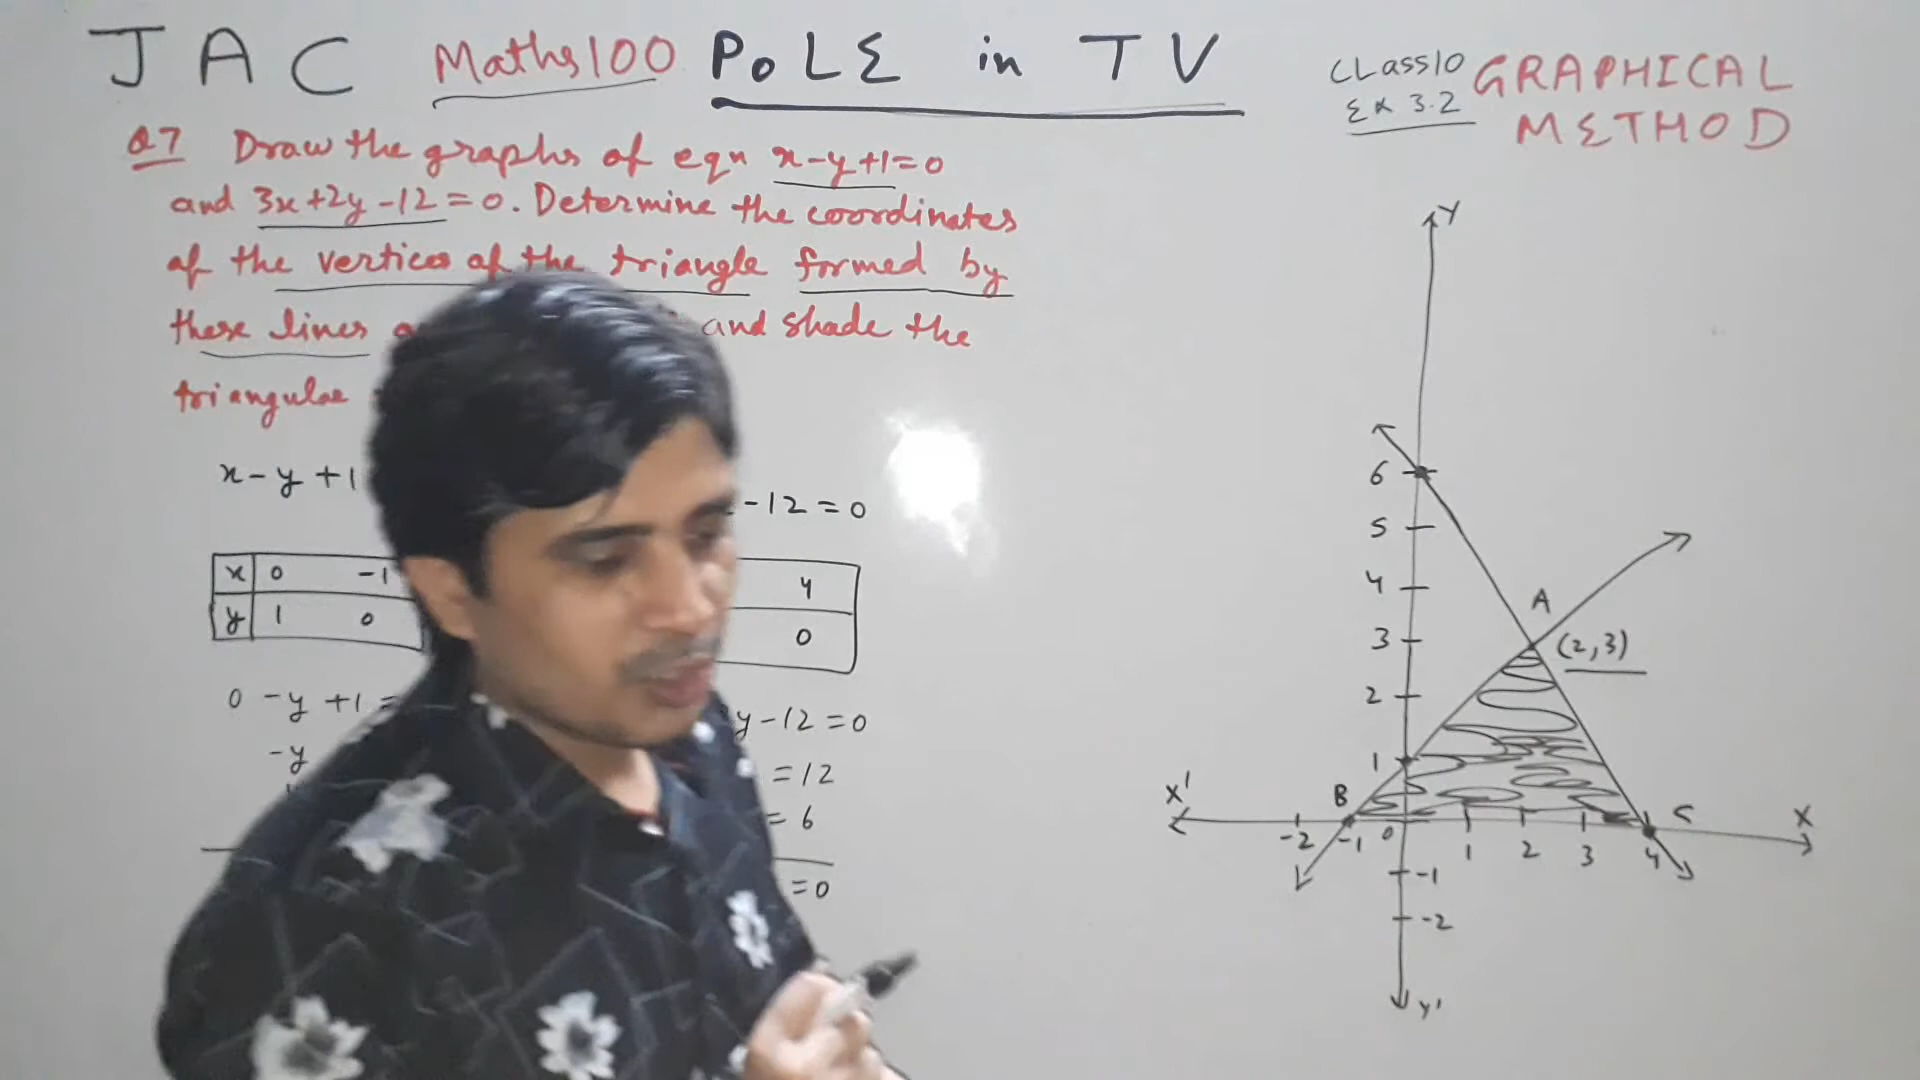 JAC Maths100 POLE in TV
CLASS10 GRAPHICAL
Ex 3.2 METHOD
Q7 Draw the graphs of eqn x-y+1=0
and 3x+2y-12=0. Determine the coordinates
of the vertices of the triangle formed by
these lines and shade the
triangular
x-y+1
-12=0
x 0 -1 4
y 1 0 0
0-y+1=
y-12=0
-y
=12
=6
=0
Y
6
5
4
3
2
1
A
(2,3)
B
C
X'
X
-2 -1 0 1 2 3 4
-1
-2
Y'